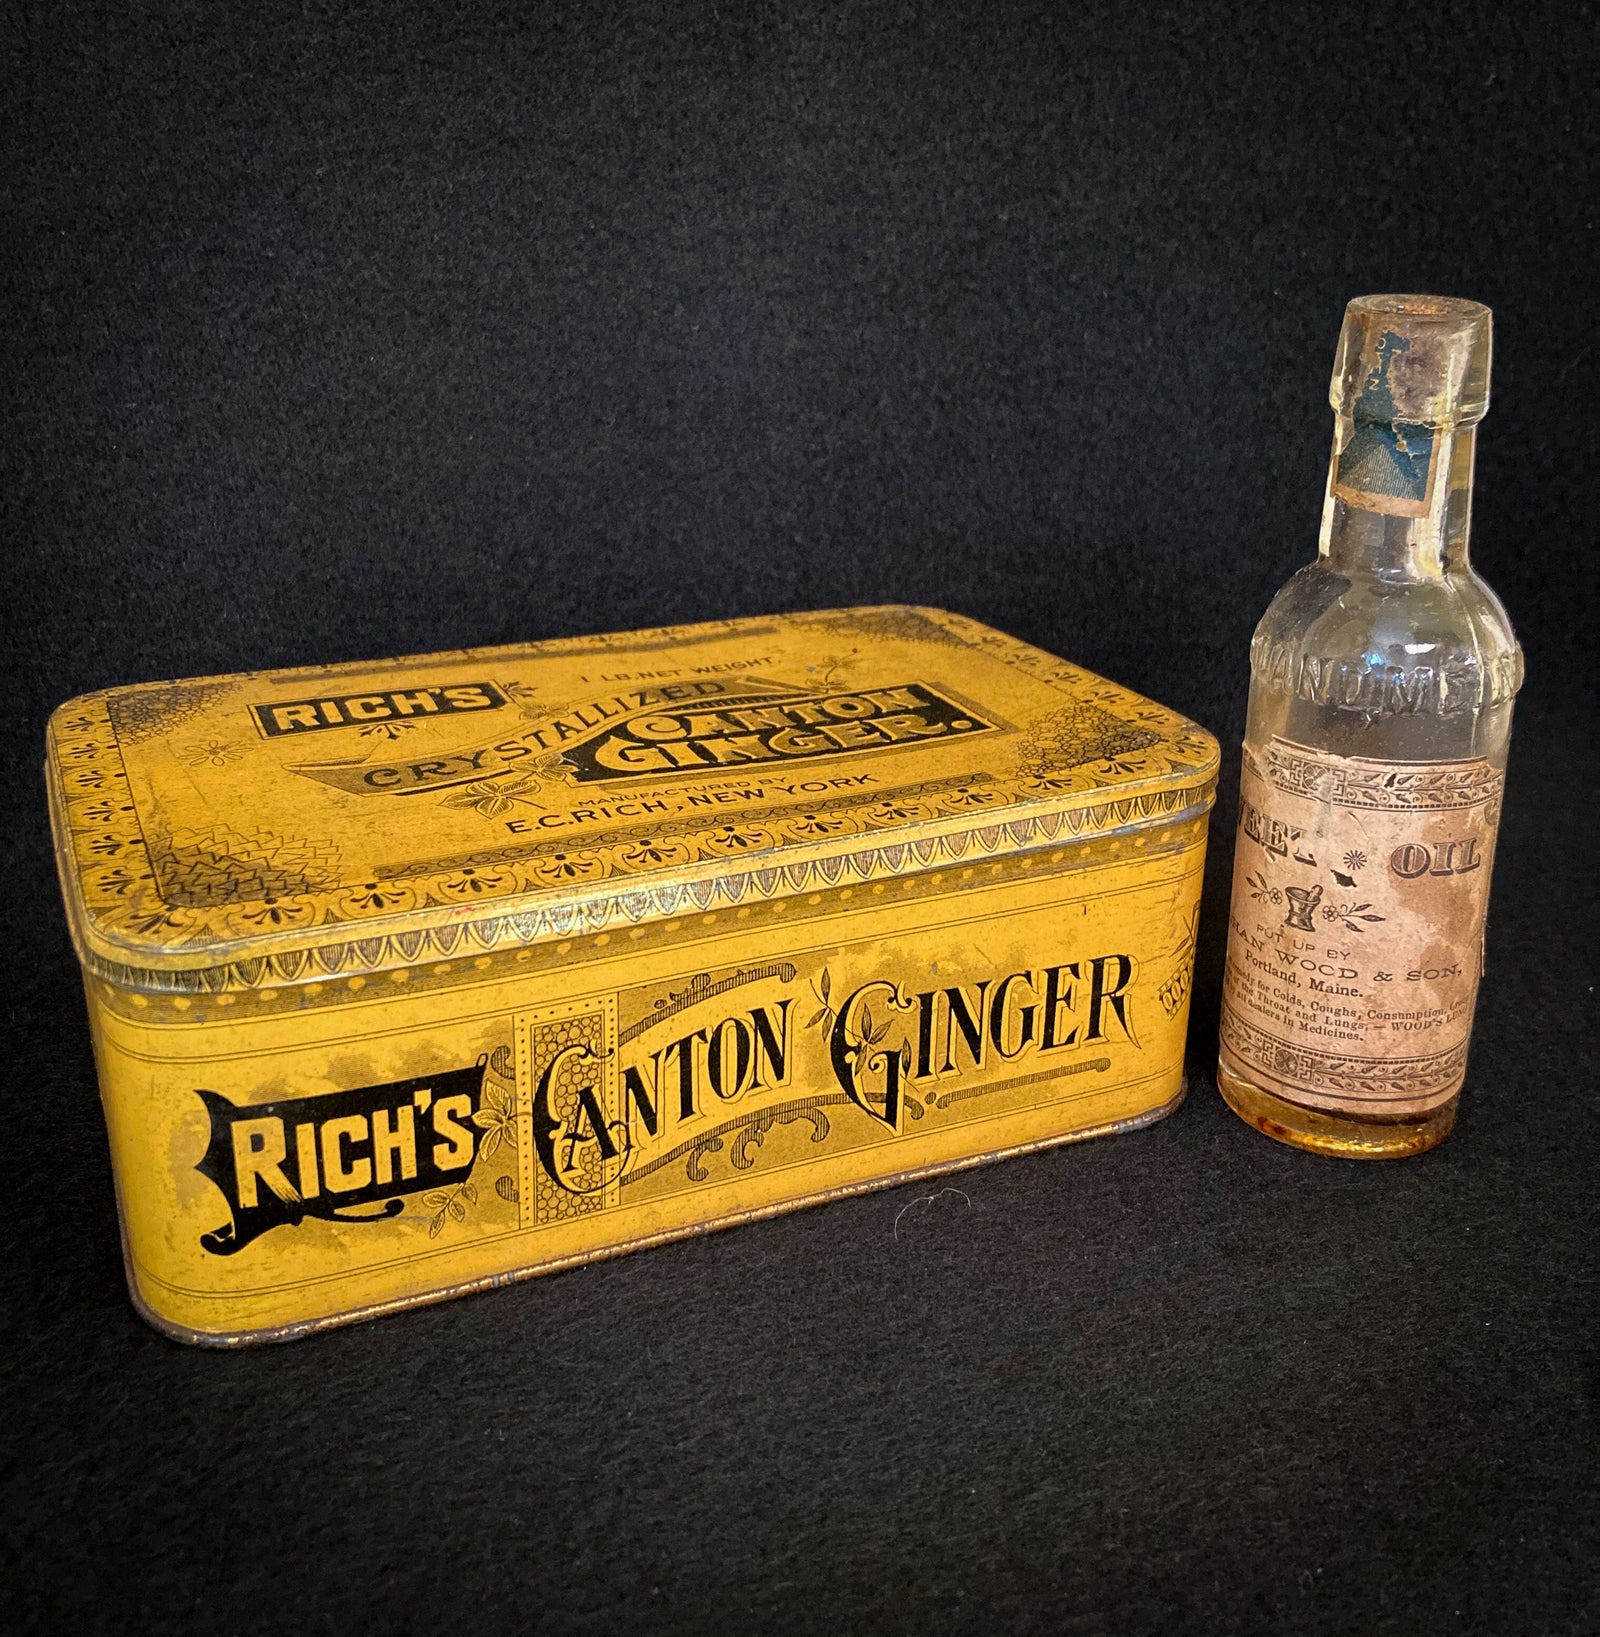 RICH'S
1 LB. NET WEIGHT
CRYSTALLIZED
CANTON
GINGER.
MANUFACTURED BY
E.C. RICH, NEW YORK
RICH'S CANTON GINGER
OIL
PUT UP BY
WOOD & SON,
Portland, Maine.
for Colds, Coughs, Consumption,
for the Throat and Lungs,— WOOD'S
all dealers in Medicines.